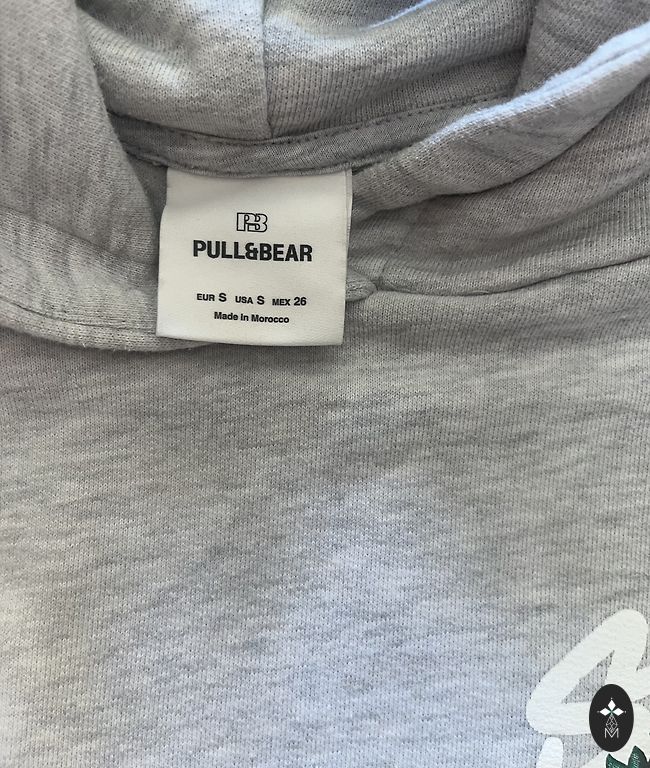 PB
PULL&BEAR
EUR S USA S MEX 26
Made in Morocco
M